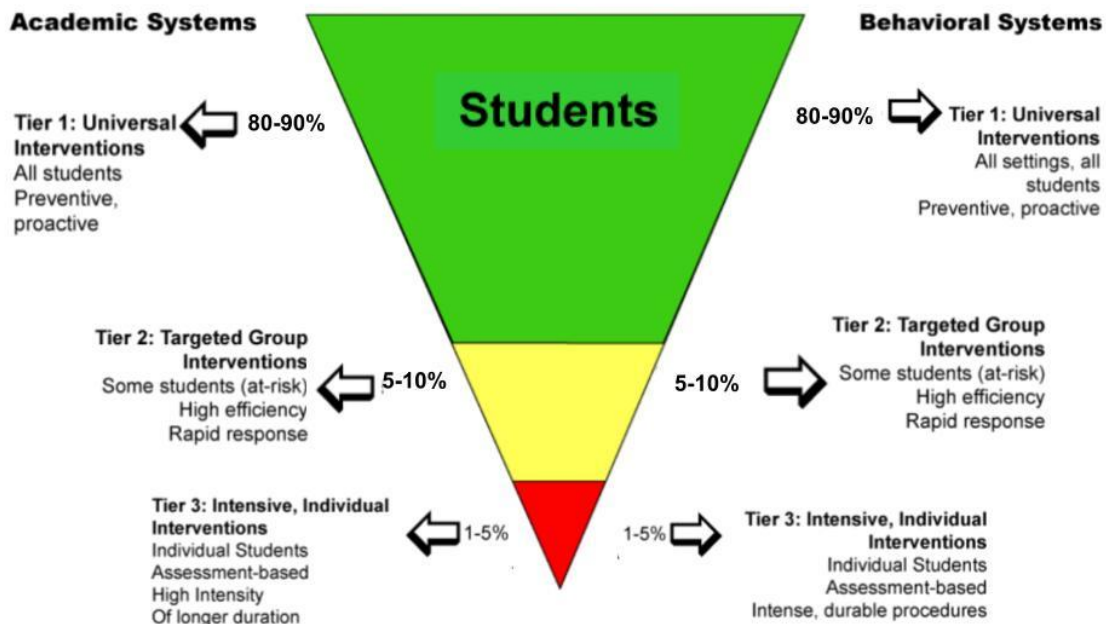 Academic Systems
Behavioral Systems
Students
Tier 1: Universal
Interventions
All students
Preventive,
proactive
80-90%
80-90%
Tier 1: Universal
Interventions
All settings, all
students
Preventive, proactive
Tier 2: Targeted Group
Interventions
Some students (at-risk)
High efficiency
Rapid response
5-10%
5-10%
Tier 2: Targeted Group
Interventions
Some students (at-risk)
High efficiency
Rapid response
Tier 3: Intensive, Individual
Interventions
Individual Students
Assessment-based
High Intensity
Of longer duration
1-5%
1-5%
Tier 3: Intensive, Individual
Interventions
Individual Students
Assessment-based
Intense, durable procedures